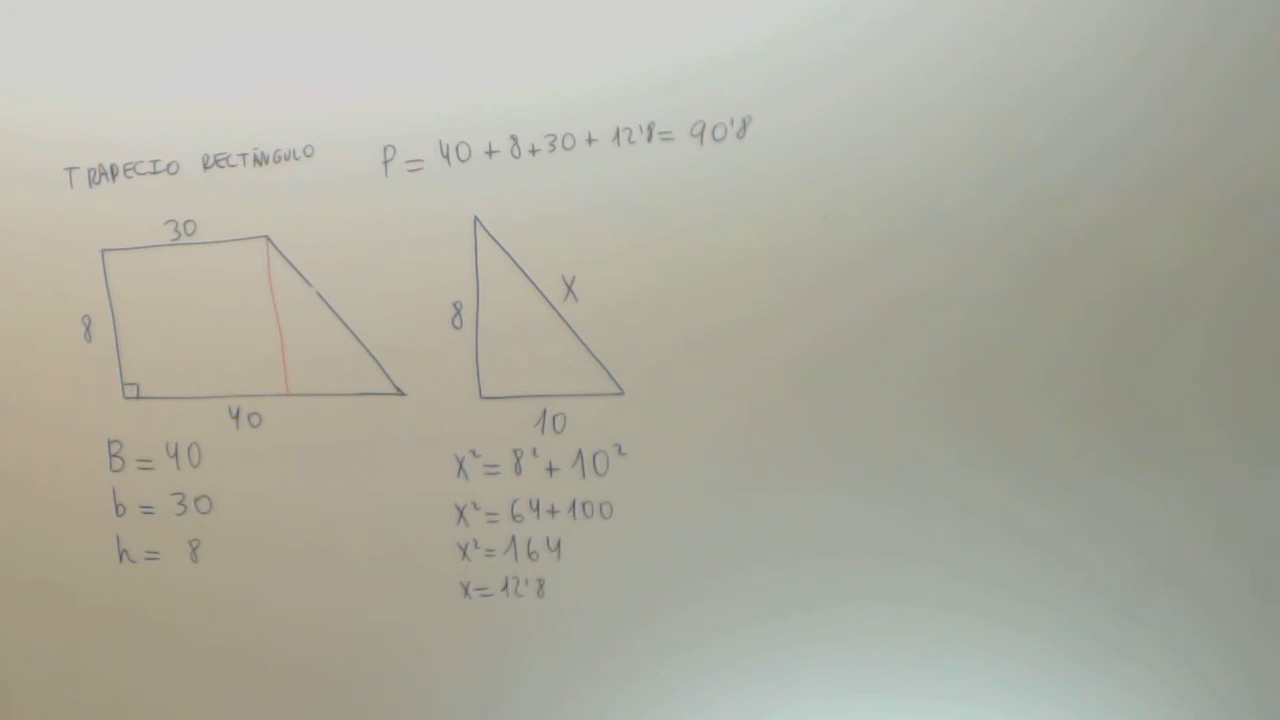 TRAPECIO RECTÁNGULO
P = 40 + 8 + 30 + 12'8 = 90'8
30
8
40
B = 40
b = 30
h = 8
8
X
10
X² = 8² + 10²
X² = 64 + 100
X² = 164
X = 12'8